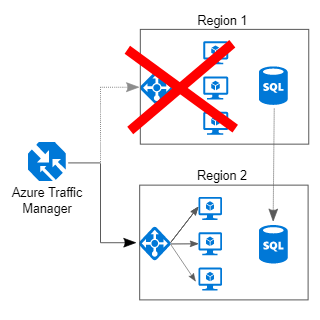 Region 1
SQL
Azure Traffic
Manager
Region 2
SQL